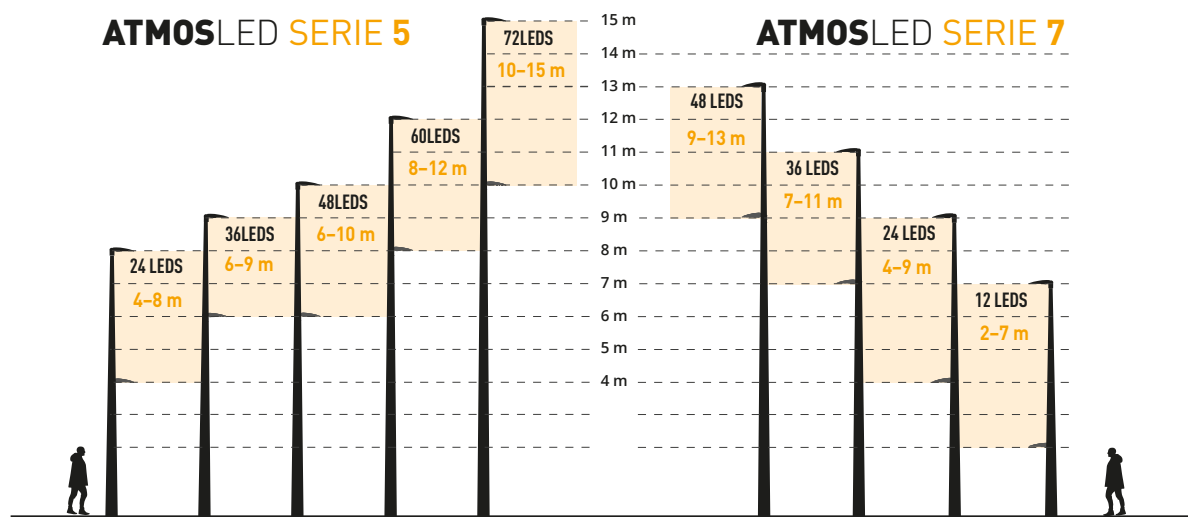 ATMOSLED SERIE 5
24 LEDS
4–8 m
36LEDS
6–9 m
48LEDS
6–10 m
60LEDS
8–12 m
72LEDS
10–15 m
15 m
14 m
13 m
12 m
11 m
10 m
9 m
8 m
7 m
6 m
5 m
4 m
ATMOSLED SERIE 7
48 LEDS
9–13 m
36 LEDS
7–11 m
24 LEDS
4–9 m
12 LEDS
2–7 m